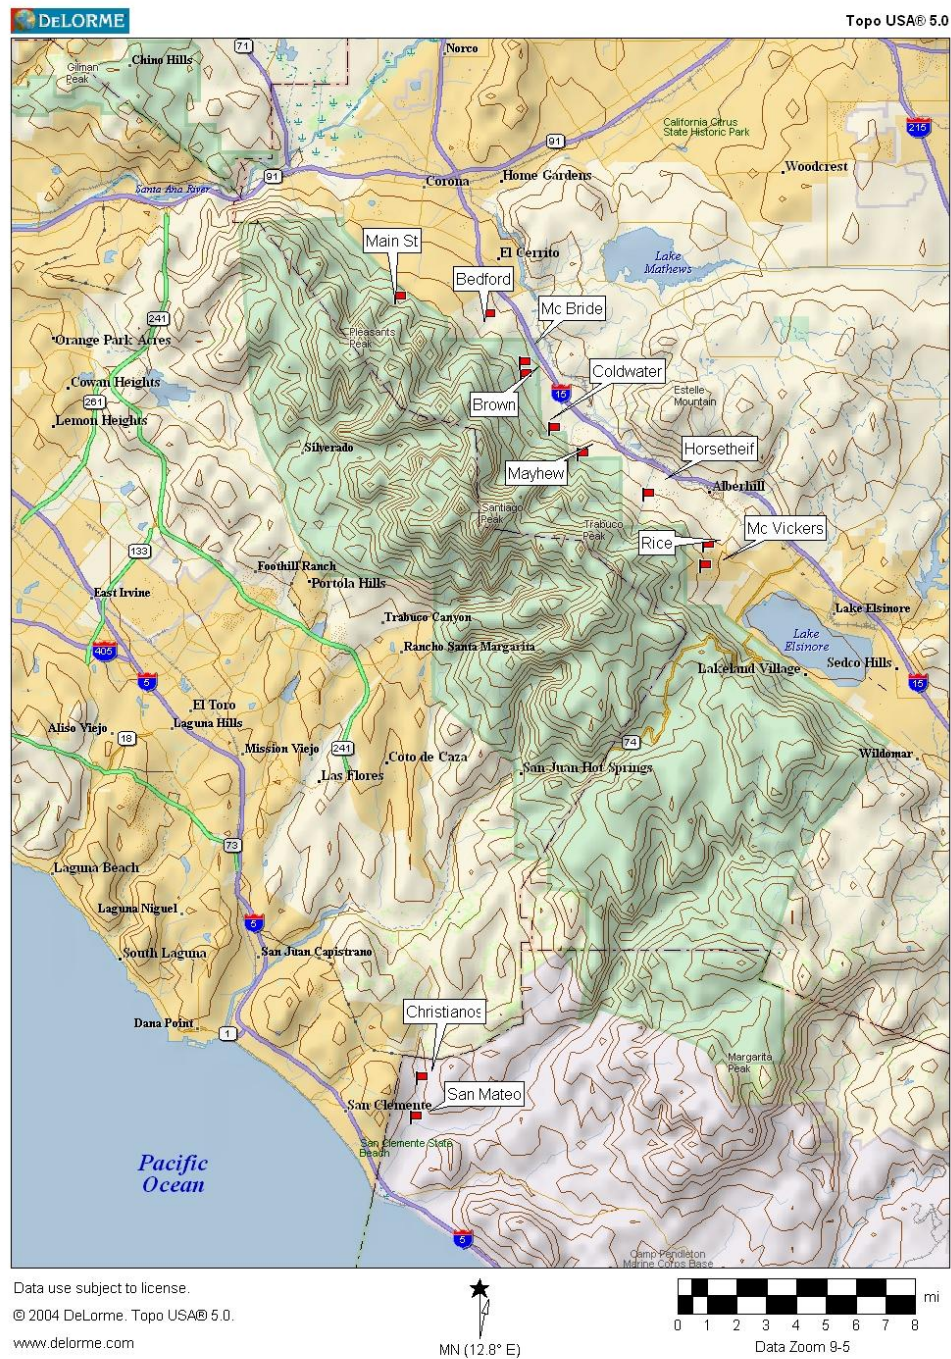 DELORME
Topo USA® 5.0
71
Norco
Chino Hills
Gilman
Peak
California Citrus
State Historic Park
215
91
Woodcrest
91
Home Gardens
Corona
Santa Ana River
Main St
El Cerrito
Lake
Mathews
Bedford
Mc Bride
241
Pleasants
Peak
Orange Park Acres
Coldwater
Cowan Heights
Estelle
Mountain
15
261
Brown
Lemon Heights
Silverado
Horsetheif
Mayhew
Alberhill
Santiago
Peak
Trabuco
Peak
Mc Vickers
Rice
133
Foothill Ranch
Portola Hills
East Irvine
Lake Elsinore
Trabuco Canyon
Lake
Elsinore
405
Rancho Santa Margarita
Sedco Hills
Lakeland Village
5
15
El Toro
Laguna Hills
Aliso Viejo
18
74
Mission Viejo
241
Wildomar
Coto de Caza
San Juan Hot Springs
Las Flores
73
Laguna Beach
Laguna Niguel
5
South Laguna
San Juan Capistrano
Christianos
Dana Point
1
Margarita
Peak
San Mateo
San Clemente
San Clemente State
Beach
Pacific
Ocean
5
Camp Pendleton
Marine Corps Base
Data use subject to license.
© 2004 DeLorme. Topo USA® 5.0.
www.delorme.com
MN (12.8° E)
mi
0 1 2 3 4 5 6 7 8
Data Zoom 9-5